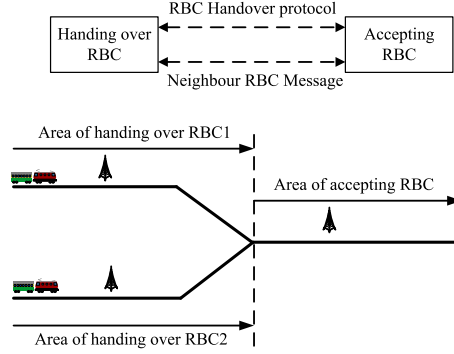 RBC Handover protocol
Handing over
RBC
Accepting
RBC
Neighbour RBC Message
Area of handing over RBC1
Area of accepting RBC
Area of handing over RBC2